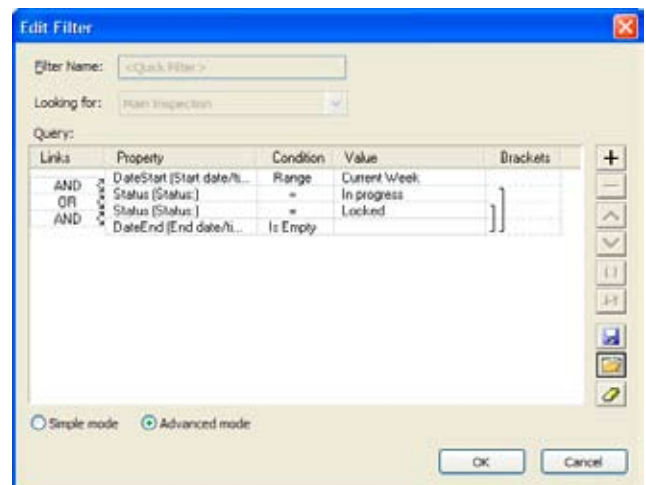 Edit Filter
Filter Name: <Quick Filter>
Looking for: Main Inspection
Query:
Links Property Condition Value Brackets
DateStart (Start date/ti... Range Current Week
AND
Status (Status:) = In progress
OR
Status (Status:) = Locked
AND
DateEnd (End date/ti... Is Empty
Simple mode Advanced mode
OK Cancel